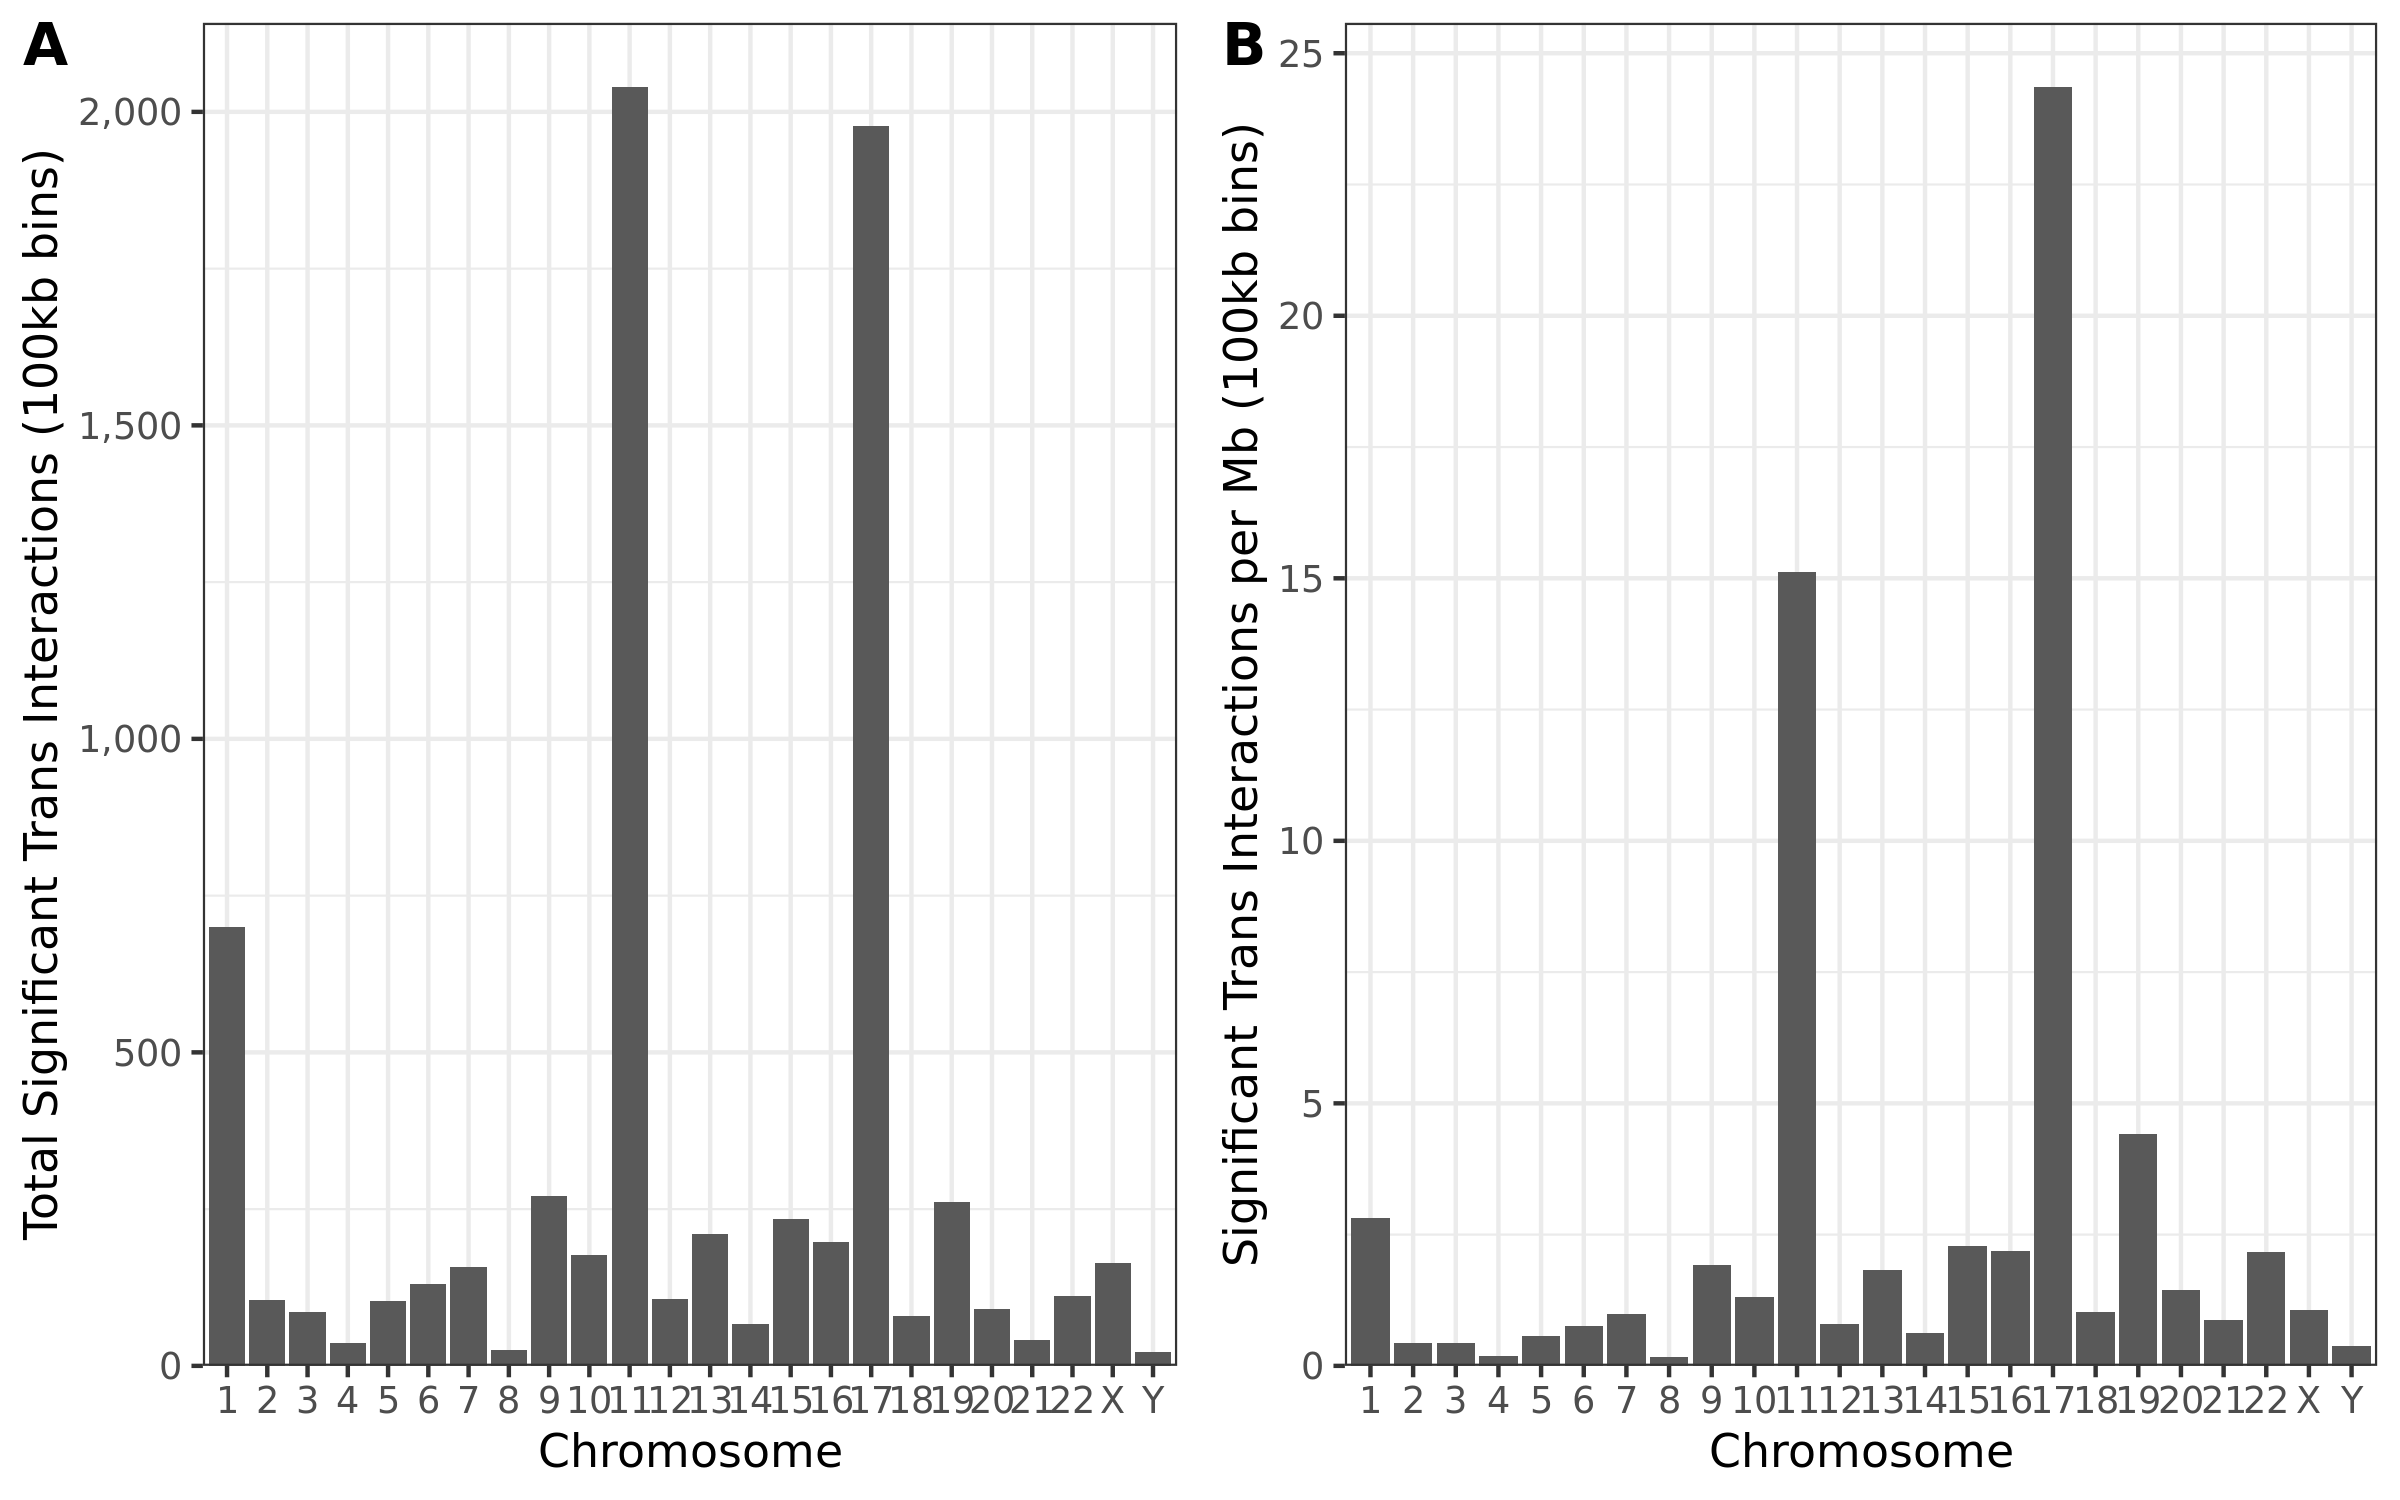 A
Total Significant Trans Interactions (100kb bins)
2,000
1,500
1,000
500
0
1 2 3 4 5 6 7 8 9 10 11 12 13 14 15 16 17 18 19 20 21 22 X Y
Chromosome
B
Significant Trans Interactions per Mb (100kb bins)
25
20
15
10
5
0
1 2 3 4 5 6 7 8 9 10 11 12 13 14 15 16 17 18 19 20 21 22 X Y
Chromosome